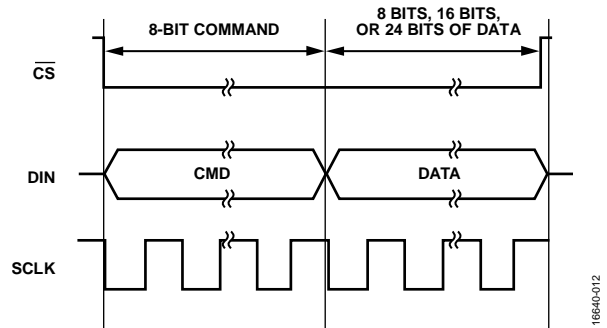 8-BIT COMMAND
8 BITS, 16 BITS,
OR 24 BITS OF DATA
CS
DIN
CMD
DATA
SCLK
16640-012